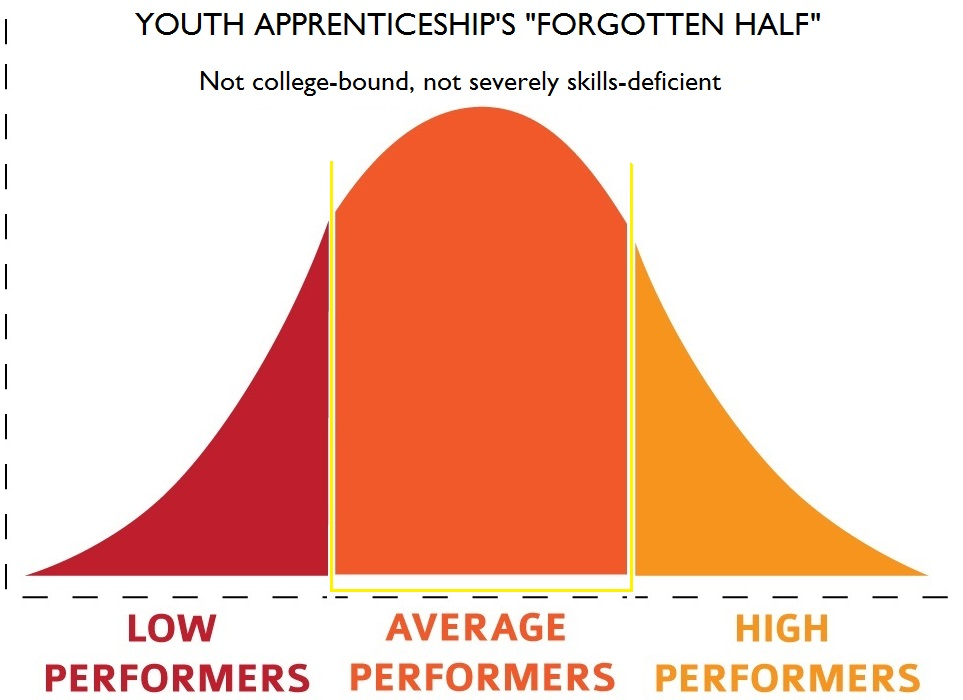 YOUTH APPRENTICESHIP'S "FORGOTTEN HALF"
Not college-bound, not severely skills-deficient
LOW
PERFORMERS
AVERAGE
PERFORMERS
HIGH
PERFORMERS